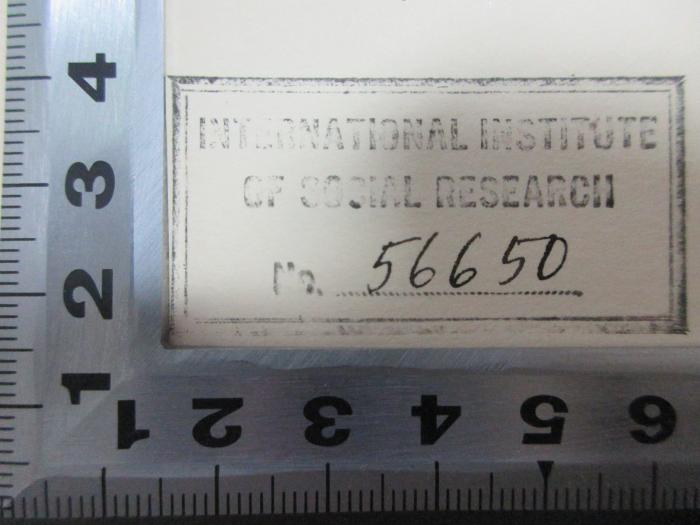 INTERNATIONAL INSTITUTE
OF SOCIAL RESEARCH
No. 56650
4
3
2
1
1 2 3 4 5 6